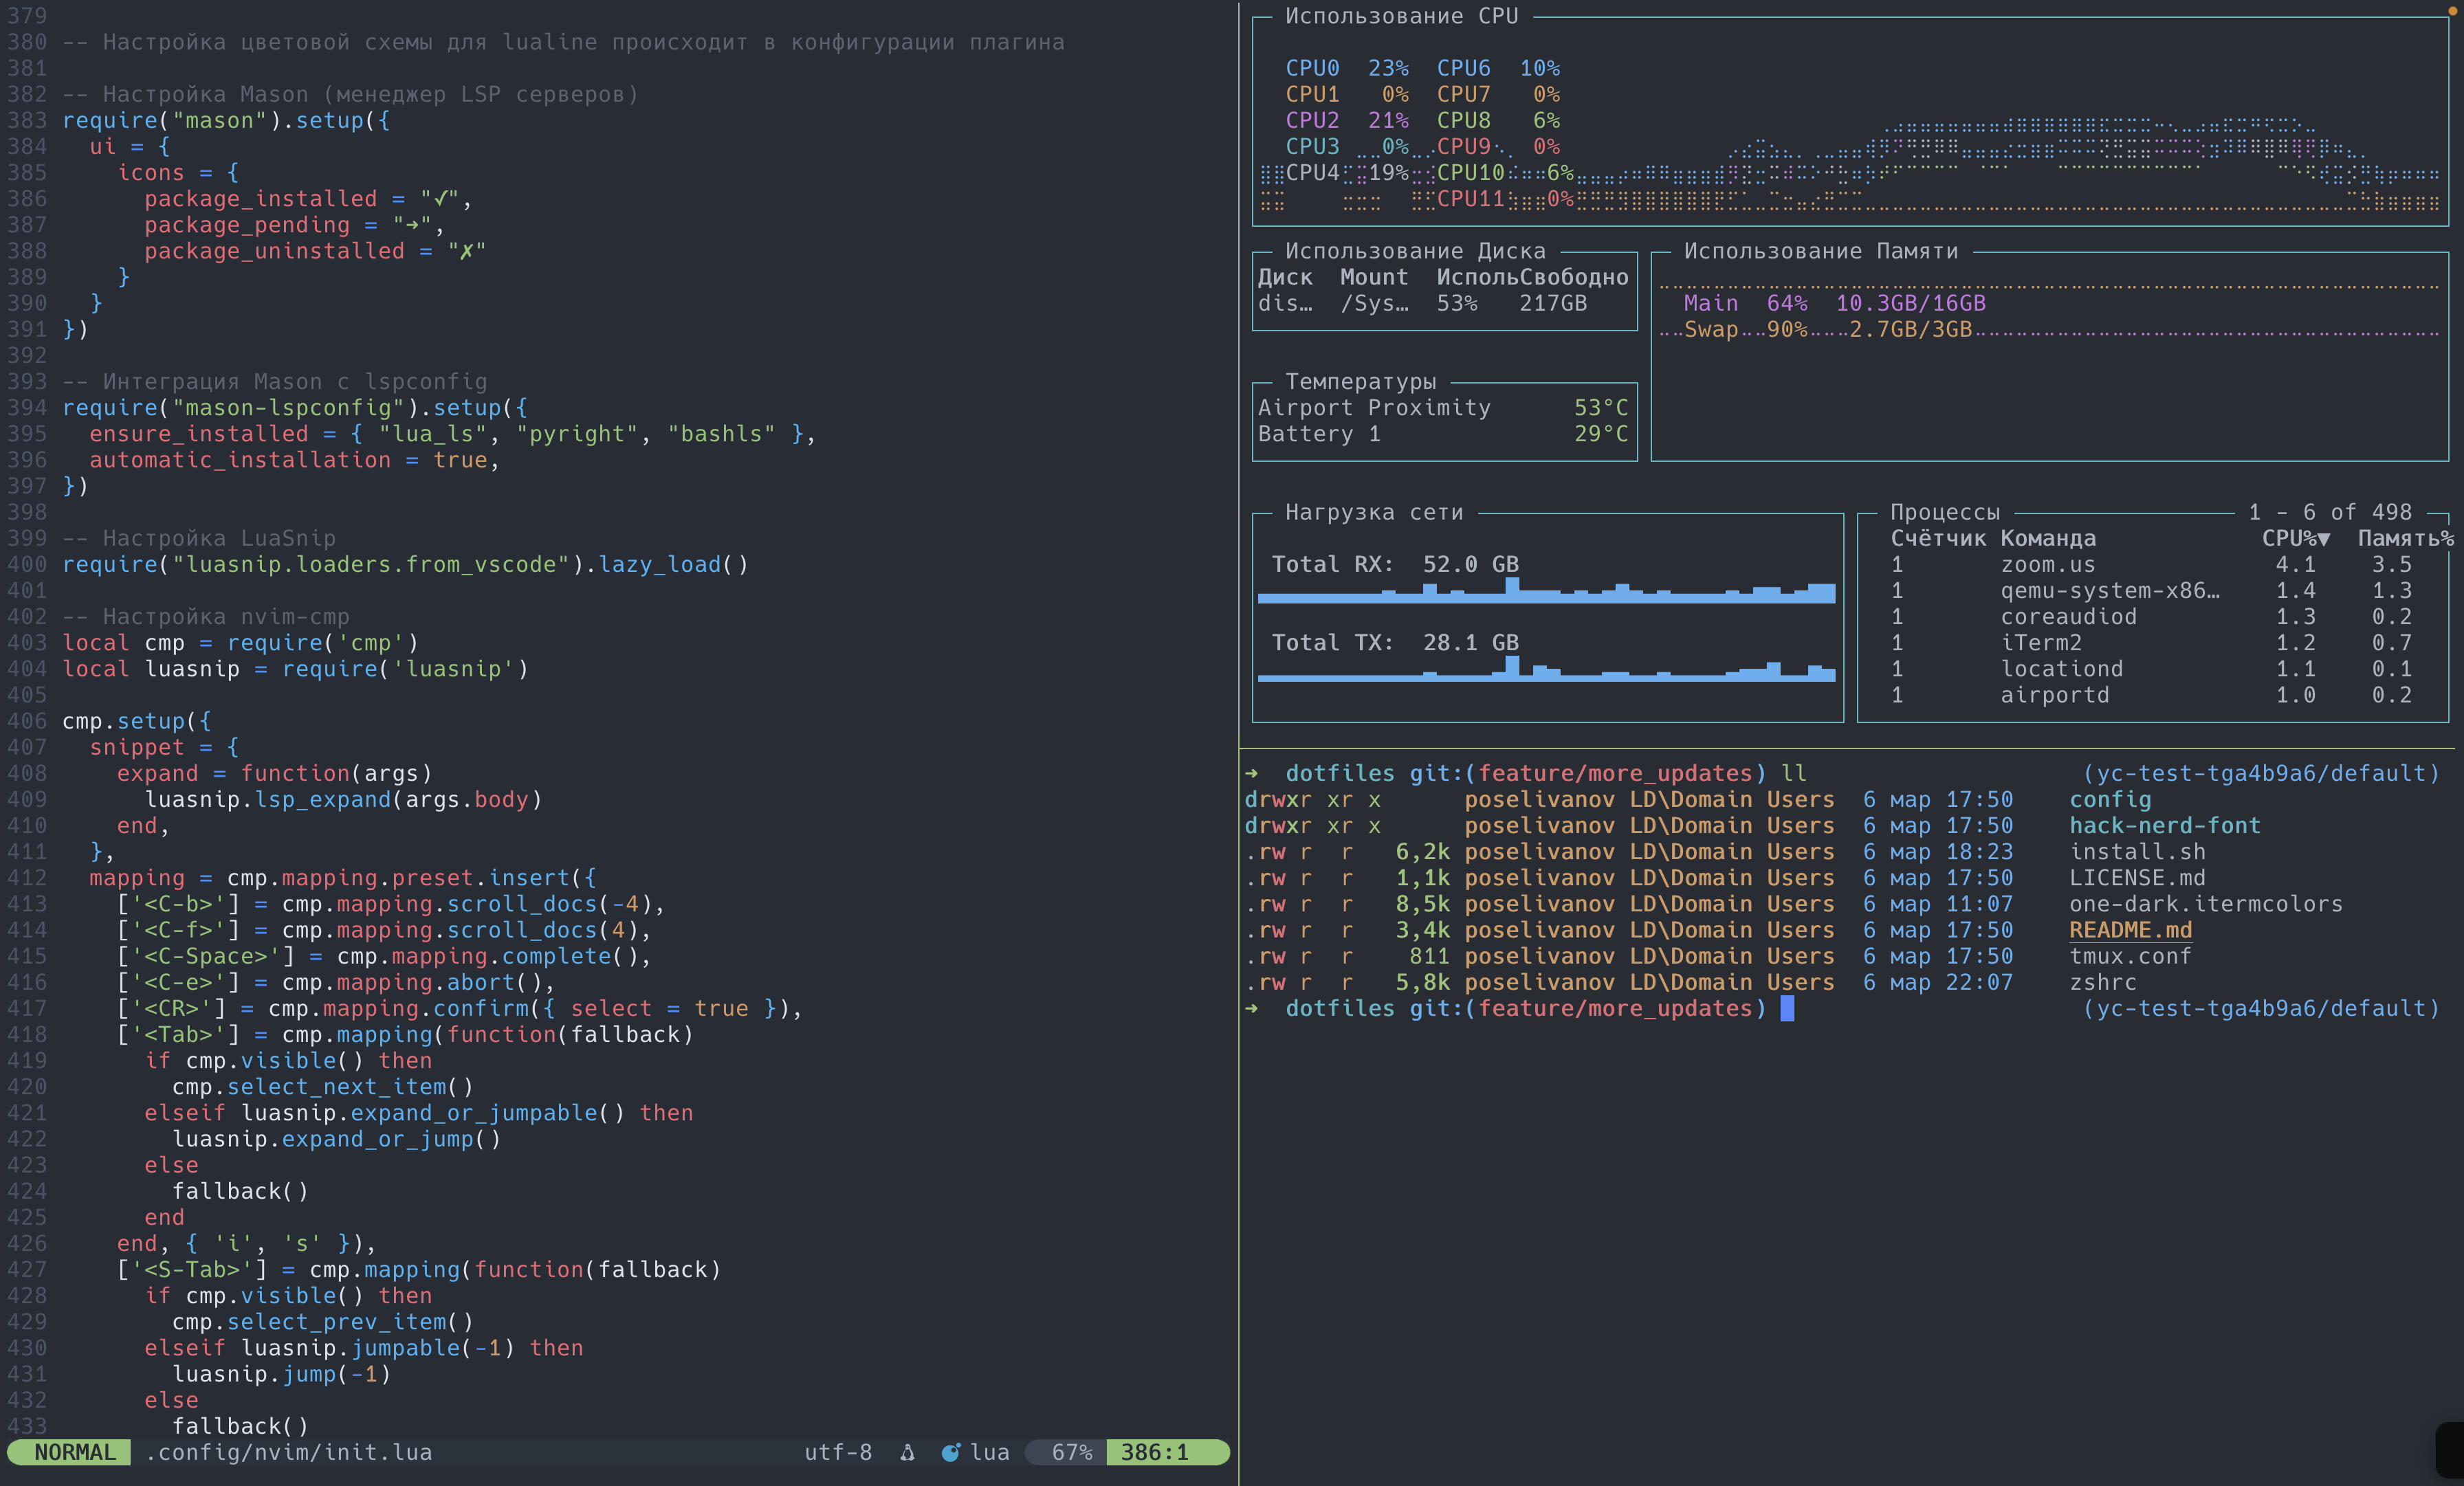 379
380 -- Настройка цветовой схемы для lualine происходит в конфигурации плагина
381
382 -- Настройка Mason (менеджер LSP серверов)
383 require("mason").setup({
384   ui = {
385     icons = {
386       package_installed = "✓",
387       package_pending = "➜",
388       package_uninstalled = "✗"
389     }
390   }
391 })
392
393 -- Интеграция Mason с lspconfig
394 require("mason-lspconfig").setup({
395   ensure_installed = { "lua_ls", "pyright", "bashls" },
396   automatic_installation = true,
397 })
398
399 -- Настройка LuaSnip
400 require("luasnip.loaders.from_vscode").lazy_load()
401
402 -- Настройка nvim-cmp
403 local cmp = require('cmp')
404 local luasnip = require('luasnip')
405
406 cmp.setup({
407   snippet = {
408     expand = function(args)
409       luasnip.lsp_expand(args.body)
410     end,
411   },
412   mapping = cmp.mapping.preset.insert({
413     ['<C-b>'] = cmp.mapping.scroll_docs(-4),
414     ['<C-f>'] = cmp.mapping.scroll_docs(4),
415     ['<C-Space>'] = cmp.mapping.complete(),
416     ['<C-e>'] = cmp.mapping.abort(),
417     ['<CR>'] = cmp.mapping.confirm({ select = true }),
418     ['<Tab>'] = cmp.mapping(function(fallback)
419       if cmp.visible() then
420         cmp.select_next_item()
421       elseif luasnip.expand_or_jumpable() then
422         luasnip.expand_or_jump()
423       else
424         fallback()
425       end
426     end, { 'i', 's' }),
427     ['<S-Tab>'] = cmp.mapping(function(fallback)
428       if cmp.visible() then
429         cmp.select_prev_item()
430       elseif luasnip.jumpable(-1) then
431         luasnip.jump(-1)
432       else
433         fallback()
NORMAL .config/nvim/init.lua utf-8 lua 67% 386:1
Использование CPU
CPU0 23% CPU6 10%
CPU1 0% CPU7 0%
CPU2 21% CPU8 6%
CPU3 0% CPU9 0%
CPU4 19% CPU10 6%
CPU11 0%
Использование Диска
Диск Mount ИспольСвободно
dis… /Sys… 53% 217GB
Использование Памяти
Main 64% 10.3GB/16GB
Swap 90% 2.7GB/3GB
Температуры
Airport Proximity 53°C
Battery 1 29°C
Нагрузка сети
Total RX: 52.0 GB
Total TX: 28.1 GB
Процессы 1 - 6 of 498
Счётчик Команда CPU%▼ Память%
1 zoom.us 4.1 3.5
1 qemu-system-x86… 1.4 1.3
1 coreaudiod 1.3 0.2
1 iTerm2 1.2 0.7
1 locationd 1.1 0.1
1 airportd 1.0 0.2
➜ dotfiles git:(feature/more_updates) ll (yc-test-tga4b9a6/default)
drwxr xr x poselivanov LD\Domain Users 6 мар 17:50 config
drwxr xr x poselivanov LD\Domain Users 6 мар 17:50 hack-nerd-font
.rw r  r 6,2k poselivanov LD\Domain Users 6 мар 18:23 install.sh
.rw r  r 1,1k poselivanov LD\Domain Users 6 мар 17:50 LICENSE.md
.rw r  r 8,5k poselivanov LD\Domain Users 6 мар 11:07 one-dark.itermcolors
.rw r  r 3,4k poselivanov LD\Domain Users 6 мар 17:50 README.md
.rw r  r 811 poselivanov LD\Domain Users 6 мар 17:50 tmux.conf
.rw r  r 5,8k poselivanov LD\Domain Users 6 мар 22:07 zshrc
➜ dotfiles git:(feature/more_updates) (yc-test-tga4b9a6/default)